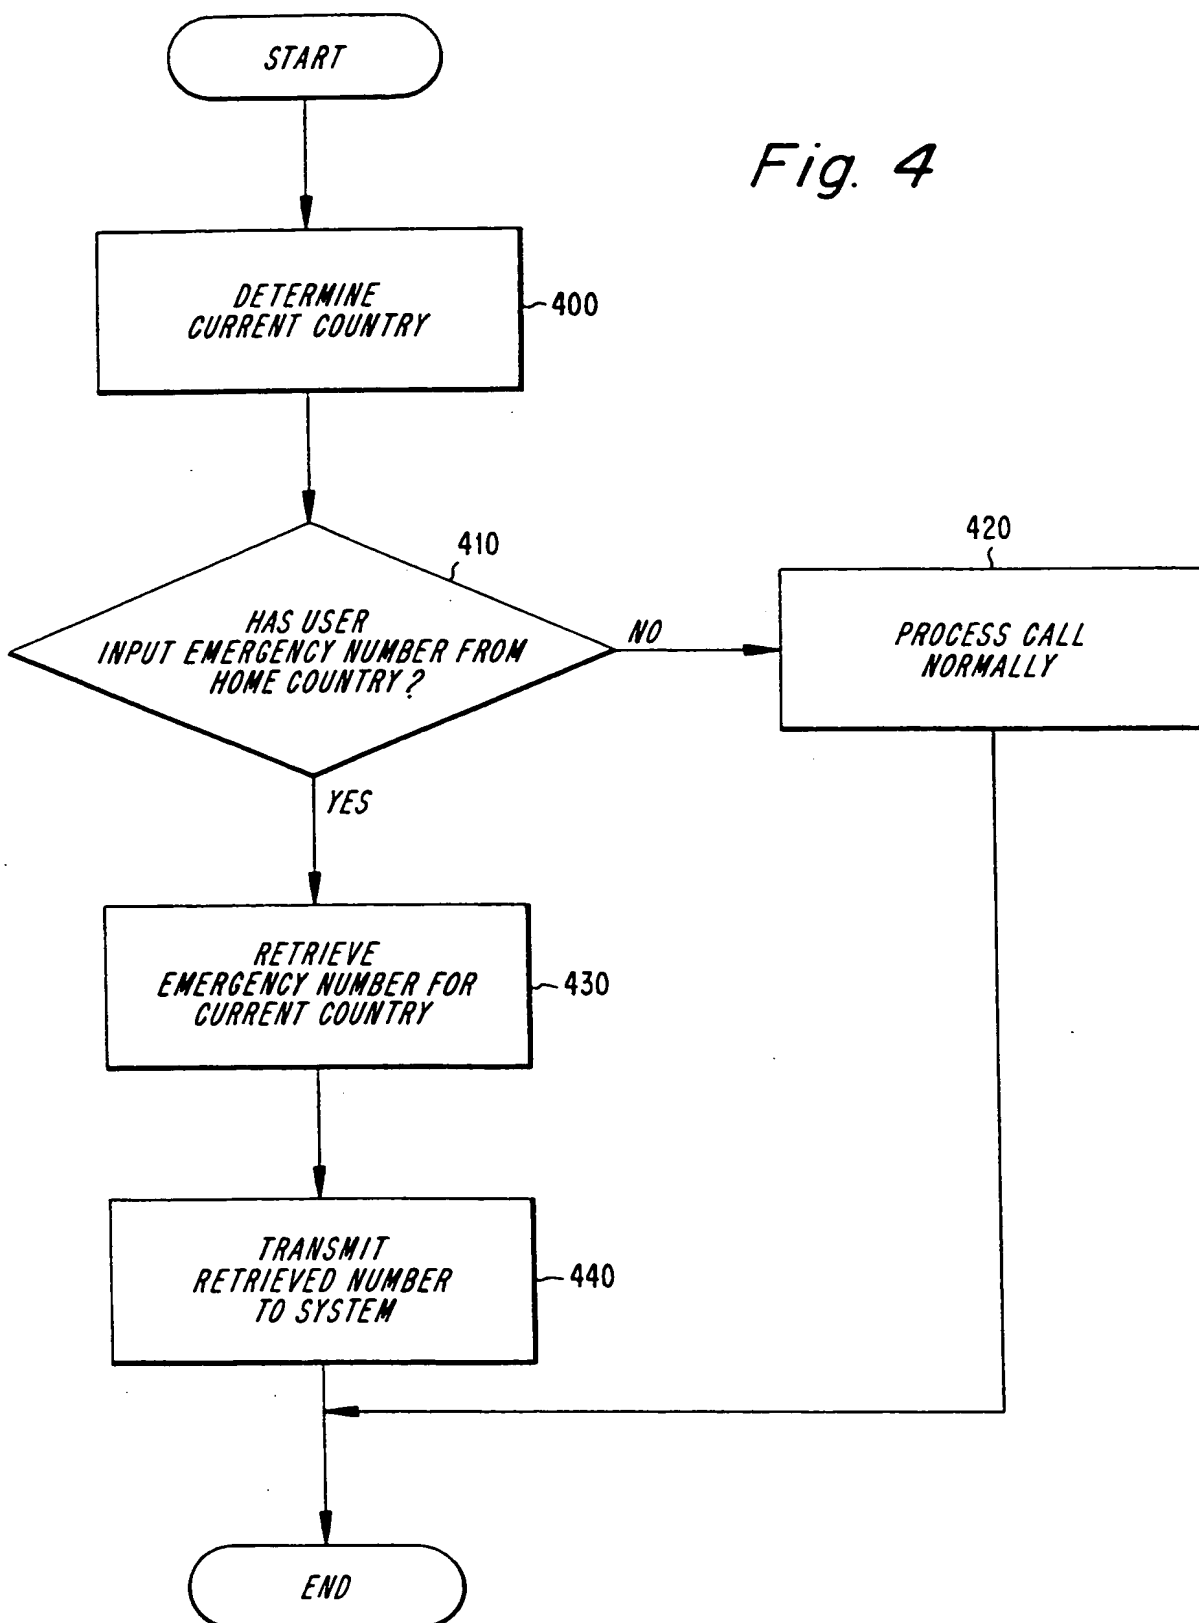 START
Fig. 4
DETERMINE
CURRENT COUNTRY
400
410
HAS USER
INPUT EMERGENCY NUMBER FROM
HOME COUNTRY?
NO
420
PROCESS CALL
NORMALLY
YES
RETRIEVE
EMERGENCY NUMBER FOR
CURRENT COUNTRY
430
TRANSMIT
RETRIEVED NUMBER
TO SYSTEM
440
END